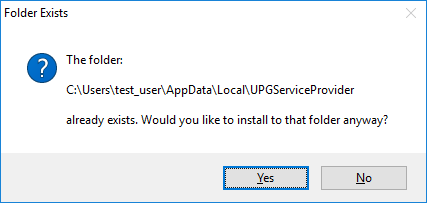 Folder Exists
The folder:
C:\Users\test_user\AppData\Local\UPGServiceProvider
already exists. Would you like to install to that folder anyway?
Yes
No